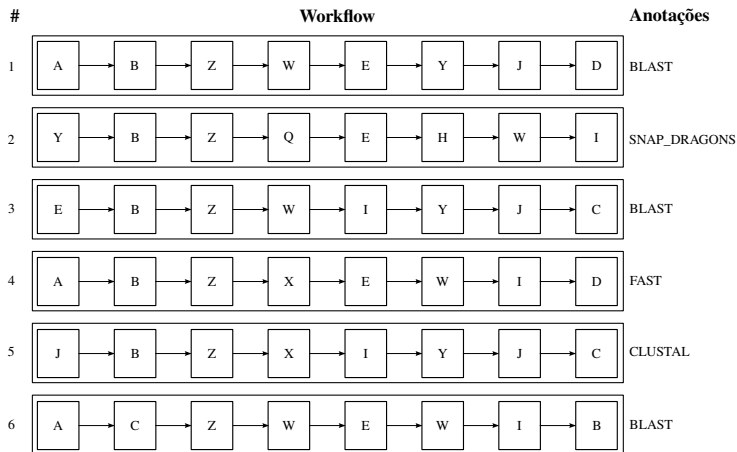 # Workflow Anotações
1 A B Z W E Y J D BLAST
2 Y B Z Q E H W I SNAP_DRAGONS
3 E B Z W I Y J C BLAST
4 A B Z X E W I D FAST
5 J B Z X I Y J C CLUSTAL
6 A C Z W E W I B BLAST